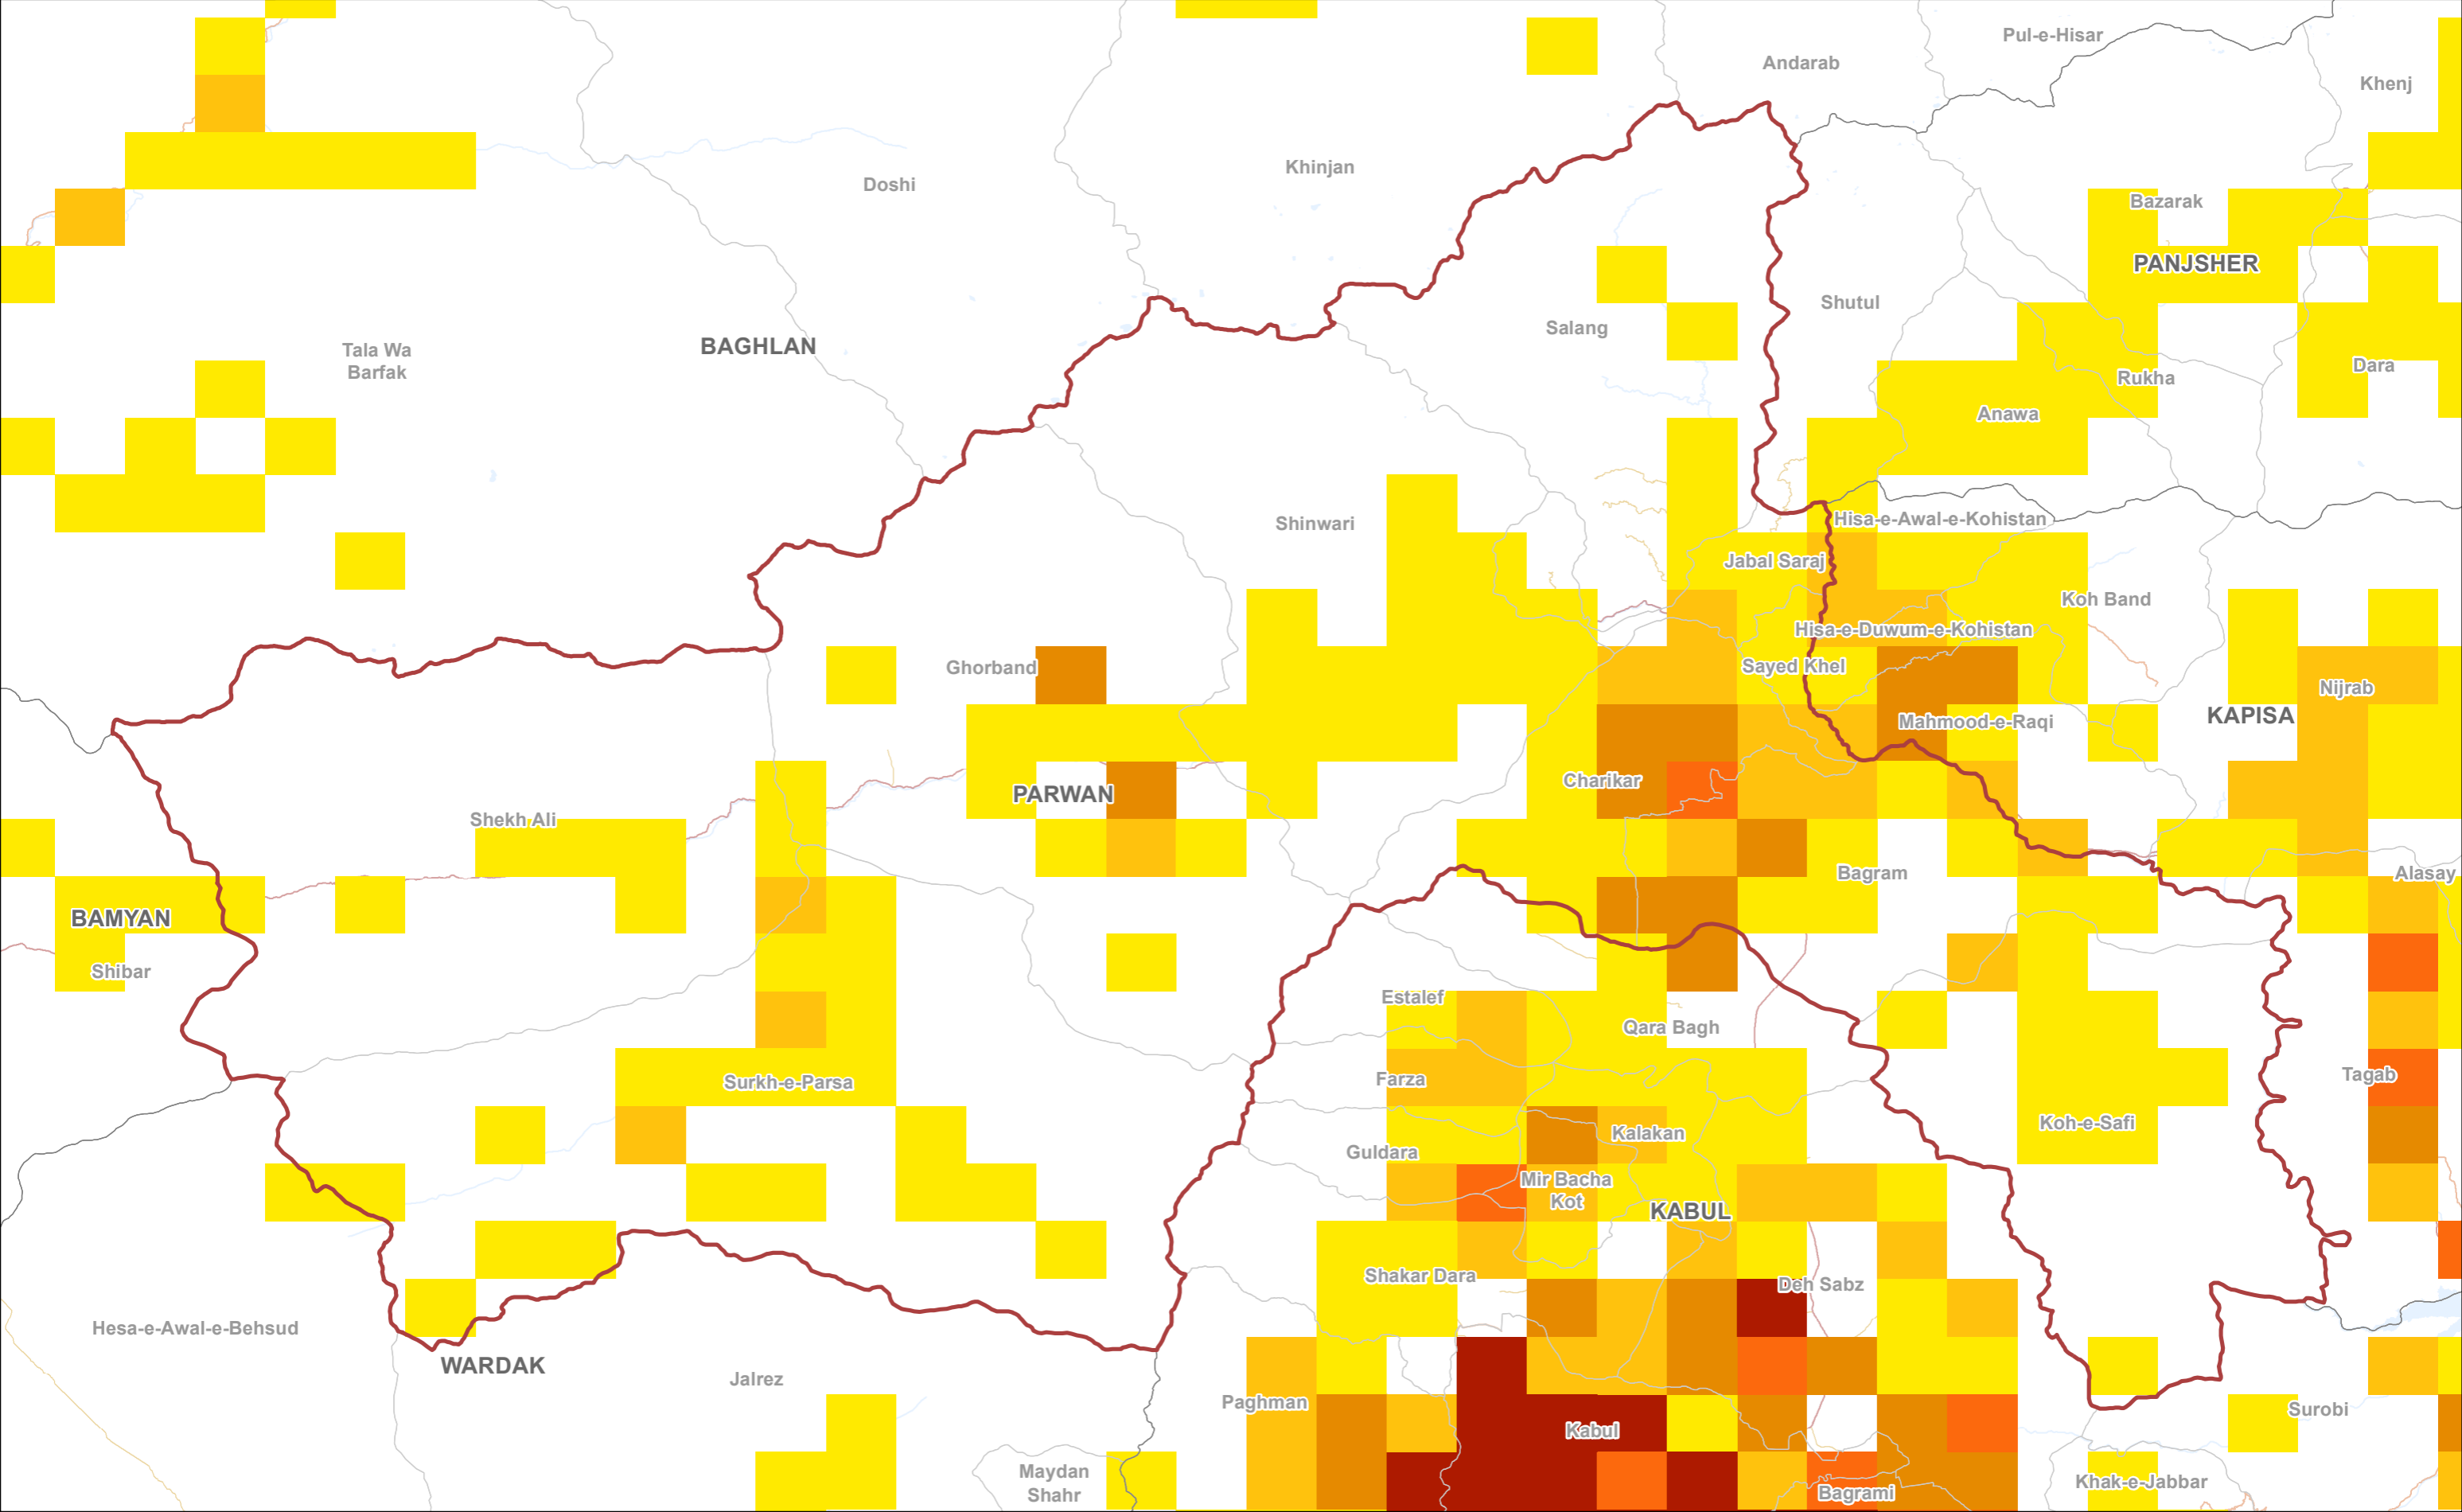 Pul-e-Hisar
Andarab
Khenj
Khinjan
Doshi
Bazarak
PANJSHER
Shutul
Salang
BAGHLAN
Tala Wa
Barfak
Dara
Rukha
Anawa
Shinwari
Hisa-e-Awal-e-Kohistan
Jabal Saraj
Koh Band
Hisa-e-Duwum-e-Kohistan
Sayed Khel
Ghorband
Nijrab
KAPISA
Mahmood-e-Raqi
Charikar
PARWAN
Shekh Ali
Bagram
Alasay
BAMYAN
Shibar
Estalef
Qara Bagh
Tagab
Farza
Surkh-e-Parsa
Koh-e-Safi
Kalakan
Guldara
Mir Bacha
Kot
KABUL
Shakar Dara
Deh Sabz
Hesa-e-Awal-e-Behsud
WARDAK
Jalrez
Paghman
Surobi
Kabul
Maydan
Shahr
Khak-e-Jabbar
Bagrami